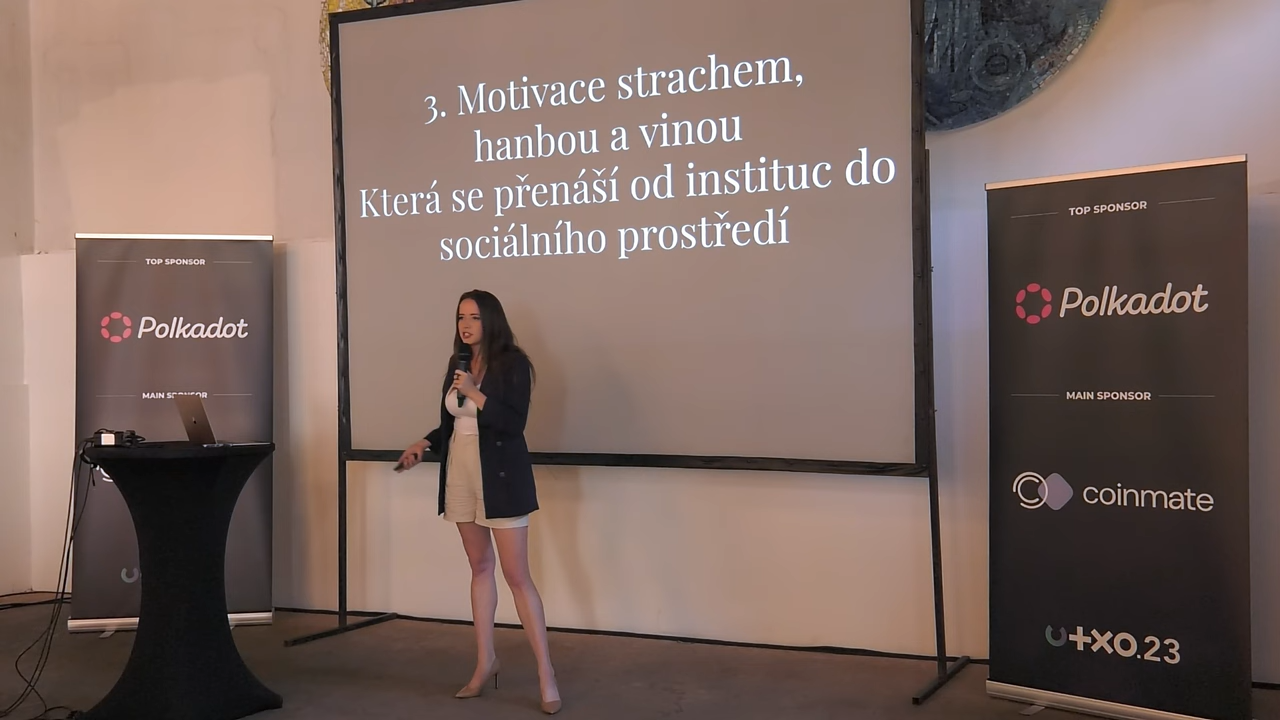 3. Motivace strachem,
hanbou a vinou
Která se přenáší od instituc do
sociálního prostředí
TOP SPONSOR
Polkadot
MAIN SPONSOR
TOP SPONSOR
Polkadot
MAIN SPONSOR
coinmate
utxo.23